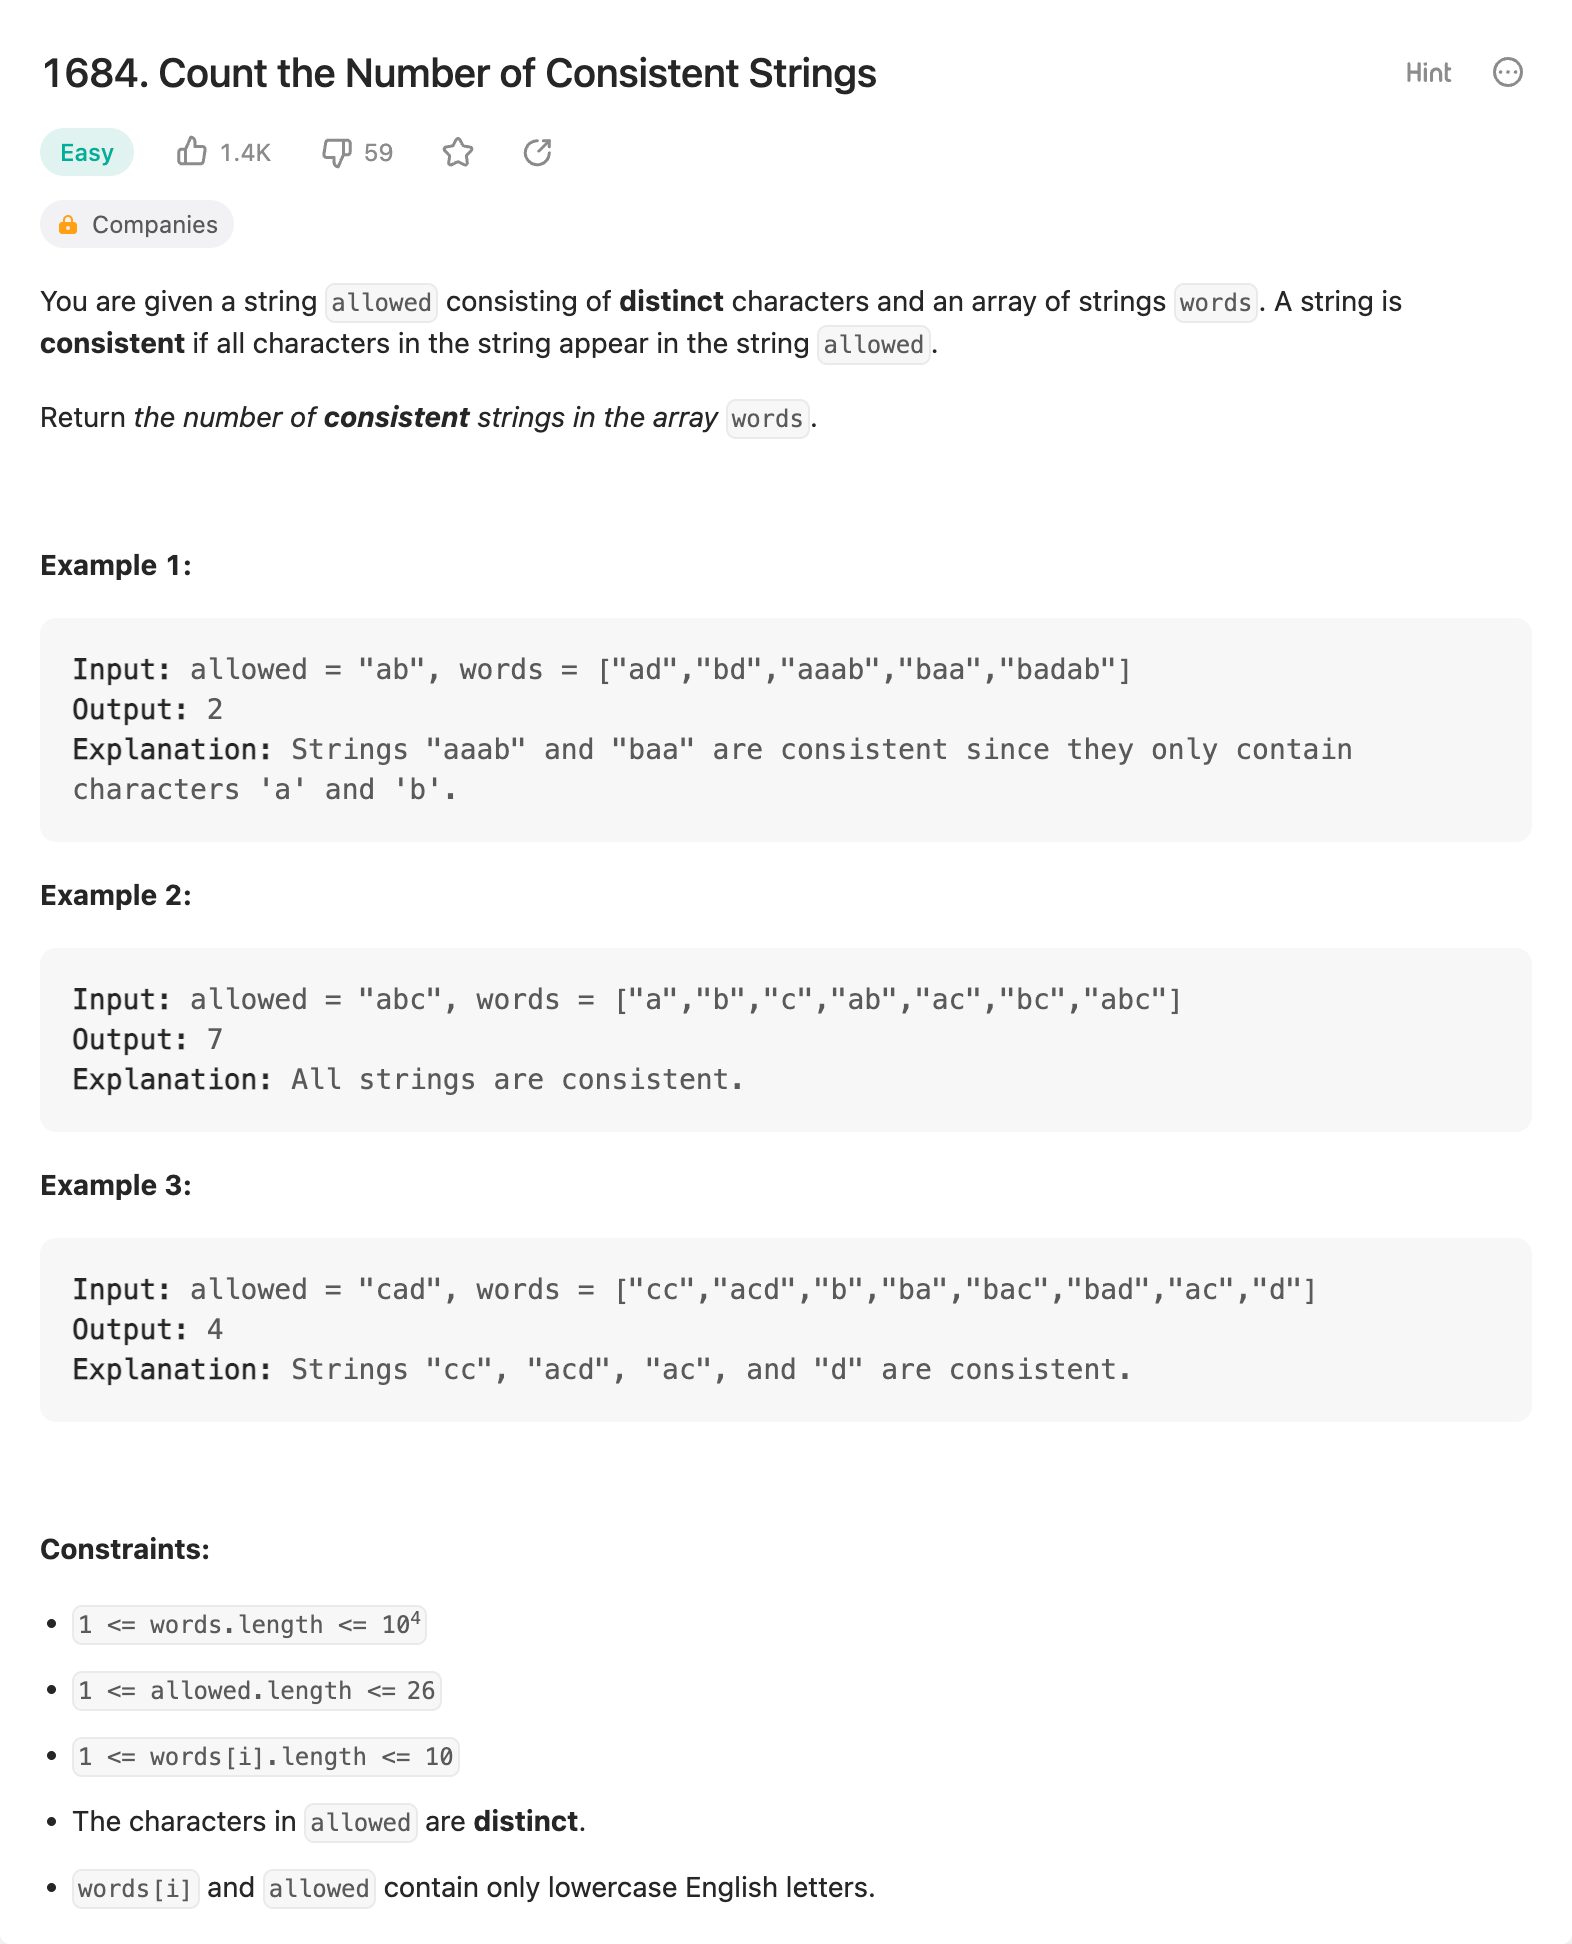 1684. Count the Number of Consistent Strings
Hint
Easy
1.4K
59
Companies
You are given a string allowed consisting of distinct characters and an array of strings words. A string is
consistent if all characters in the string appear in the string allowed.
Return the number of consistent strings in the array words.
Example 1:
Input: allowed = "ab", words = ["ad","bd","aaab","baa","badab"]
Output: 2
Explanation: Strings "aaab" and "baa" are consistent since they only contain
characters 'a' and 'b'.
Example 2:
Input: allowed = "abc", words = ["a","b","c","ab","ac","bc","abc"]
Output: 7
Explanation: All strings are consistent.
Example 3:
Input: allowed = "cad", words = ["cc","acd","b","ba","bac","bad","ac","d"]
Output: 4
Explanation: Strings "cc", "acd", "ac", and "d" are consistent.
Constraints:
• 1 <= words.length <= 10⁴
• 1 <= allowed.length <= 26
• 1 <= words[i].length <= 10
• The characters in allowed are distinct.
• words[i] and allowed contain only lowercase English letters.